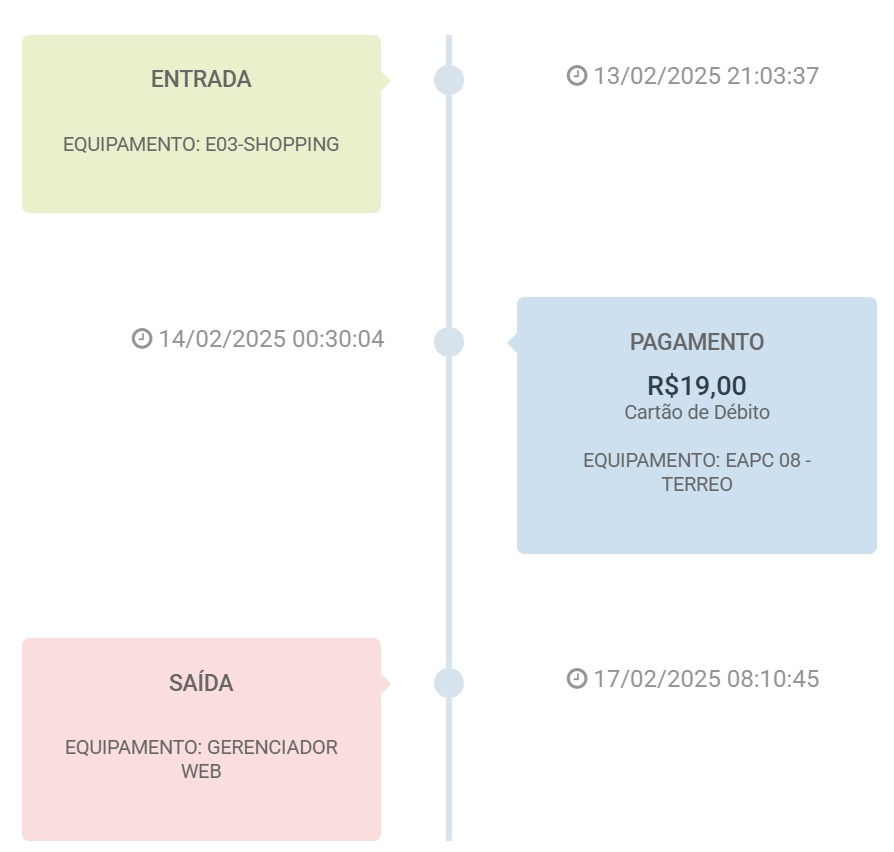 ENTRADA
13/02/2025 21:03:37
EQUIPAMENTO: E03-SHOPPING
14/02/2025 00:30:04
PAGAMENTO
R$19,00
Cartão de Débito
EQUIPAMENTO: EAPC 08 -
TERREO
SAÍDA
17/02/2025 08:10:45
EQUIPAMENTO: GERENCIADOR
WEB